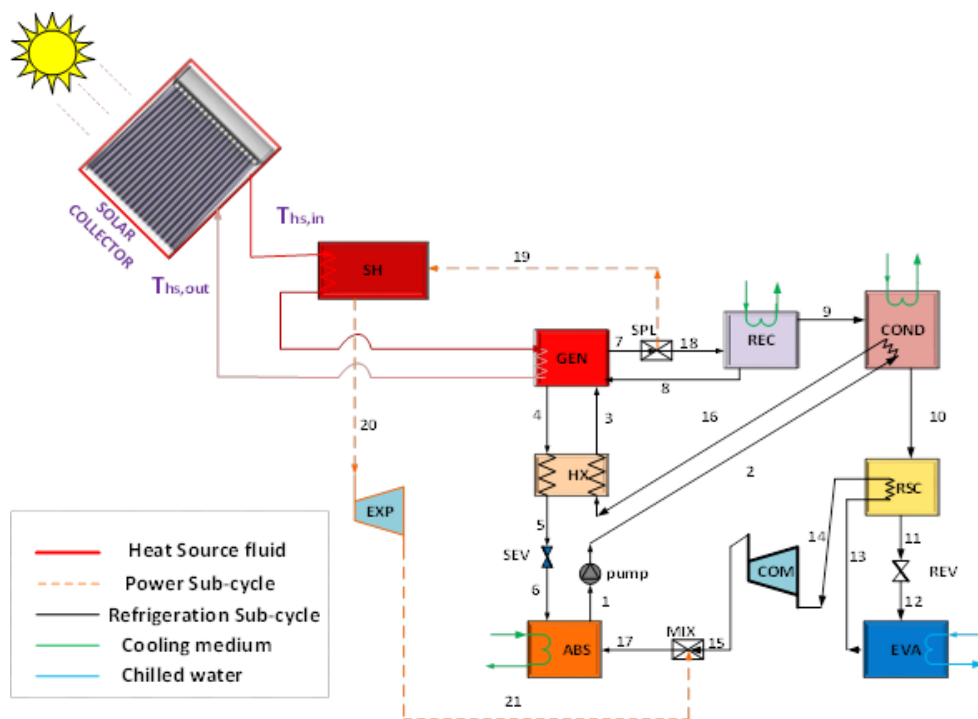 SOLAR
COLLECTOR
Ths,in
Ths,out
SH
19
20
EXP
GEN
7
SPL
18
REC
9
COND
8
4
3
16
2
10
HX
RSC
5
SEV
6
pump
1
14
13
11
REV
12
COM
ABS
17
MIX
15
EVA
21
Heat Source fluid
Power Sub-cycle
Refrigeration Sub-cycle
Cooling medium
Chilled water